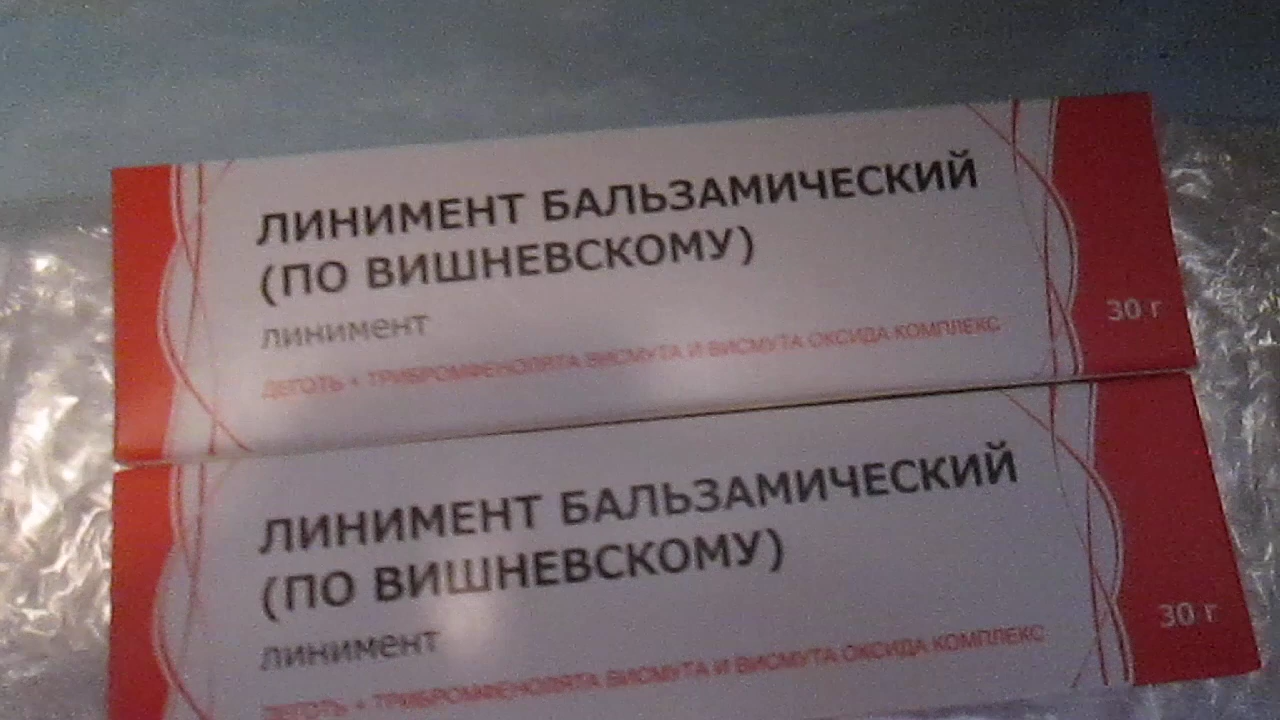 ЛИНИМЕНТ БАЛЬЗАМИЧЕСКИЙ
(ПО ВИШНЕВСКОМУ)
линимент
ДЕГОТЬ + ТРИБРОМФЕНОЛЯТА ВИСМУТА И ВИСМУТА ОКСИДА КОМПЛЕКС
30 г
ЛИНИМЕНТ БАЛЬЗАМИЧЕСКИЙ
(ПО ВИШНЕВСКОМУ)
линимент
ДЕГОТЬ + ТРИБРОМФЕНОЛЯТА ВИСМУТА И ВИСМУТА ОКСИДА КОМПЛЕКС
30 г